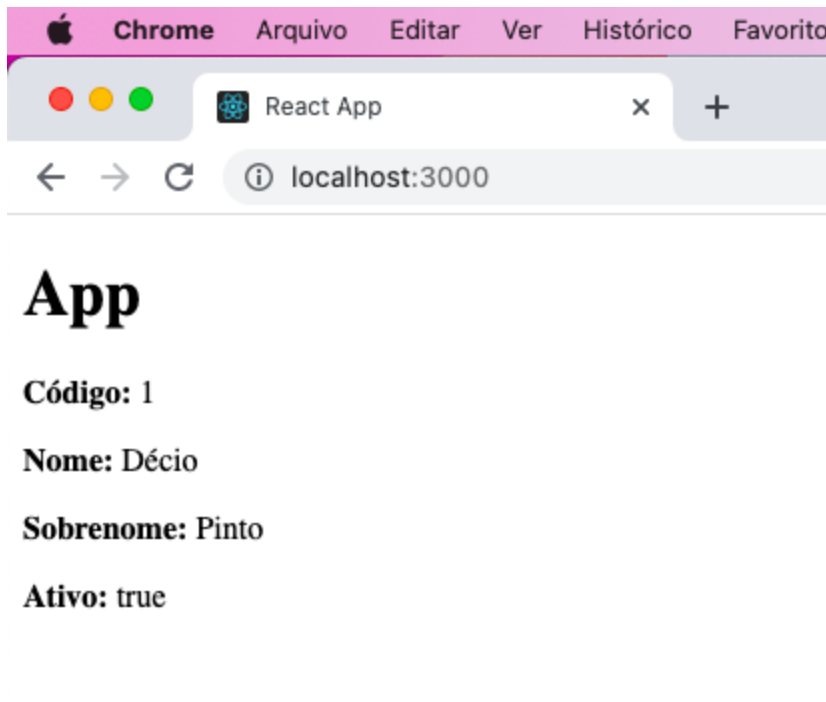 Chrome Arquivo Editar Ver Histórico Favorito
React App
localhost:3000
App
Código: 1
Nome: Décio
Sobrenome: Pinto
Ativo: true